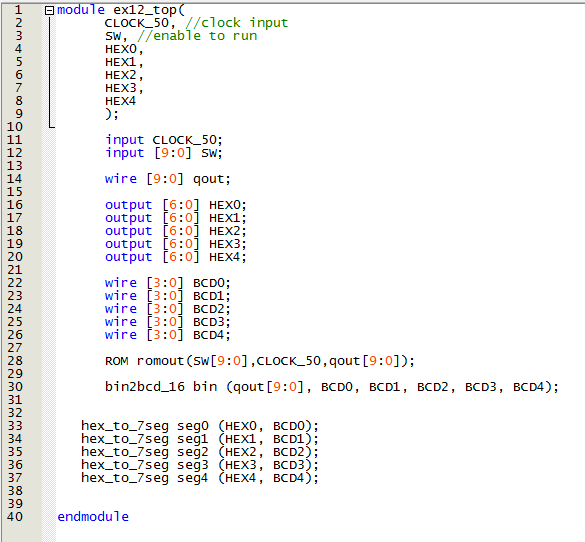 1 module ex12_top(
2 CLOCK_50, //clock input
3 SW, //enable to run
4 HEX0,
5 HEX1,
6 HEX2,
7 HEX3,
8 HEX4
9 );
10
11 input CLOCK_50;
12 input [9:0] SW;
13
14 wire [9:0] qout;
15
16 output [6:0] HEX0;
17 output [6:0] HEX1;
18 output [6:0] HEX2;
19 output [6:0] HEX3;
20 output [6:0] HEX4;
21
22 wire [3:0] BCD0;
23 wire [3:0] BCD1;
24 wire [3:0] BCD2;
25 wire [3:0] BCD3;
26 wire [3:0] BCD4;
27
28 ROM romout(SW[9:0],CLOCK_50,qout[9:0]);
29
30 bin2bcd_16 bin (qout[9:0], BCD0, BCD1, BCD2, BCD3, BCD4);
31
32
33 hex_to_7seg seg0 (HEX0, BCD0);
34 hex_to_7seg seg1 (HEX1, BCD1);
35 hex_to_7seg seg2 (HEX2, BCD2);
36 hex_to_7seg seg3 (HEX3, BCD3);
37 hex_to_7seg seg4 (HEX4, BCD4);
38
39
40 endmodule